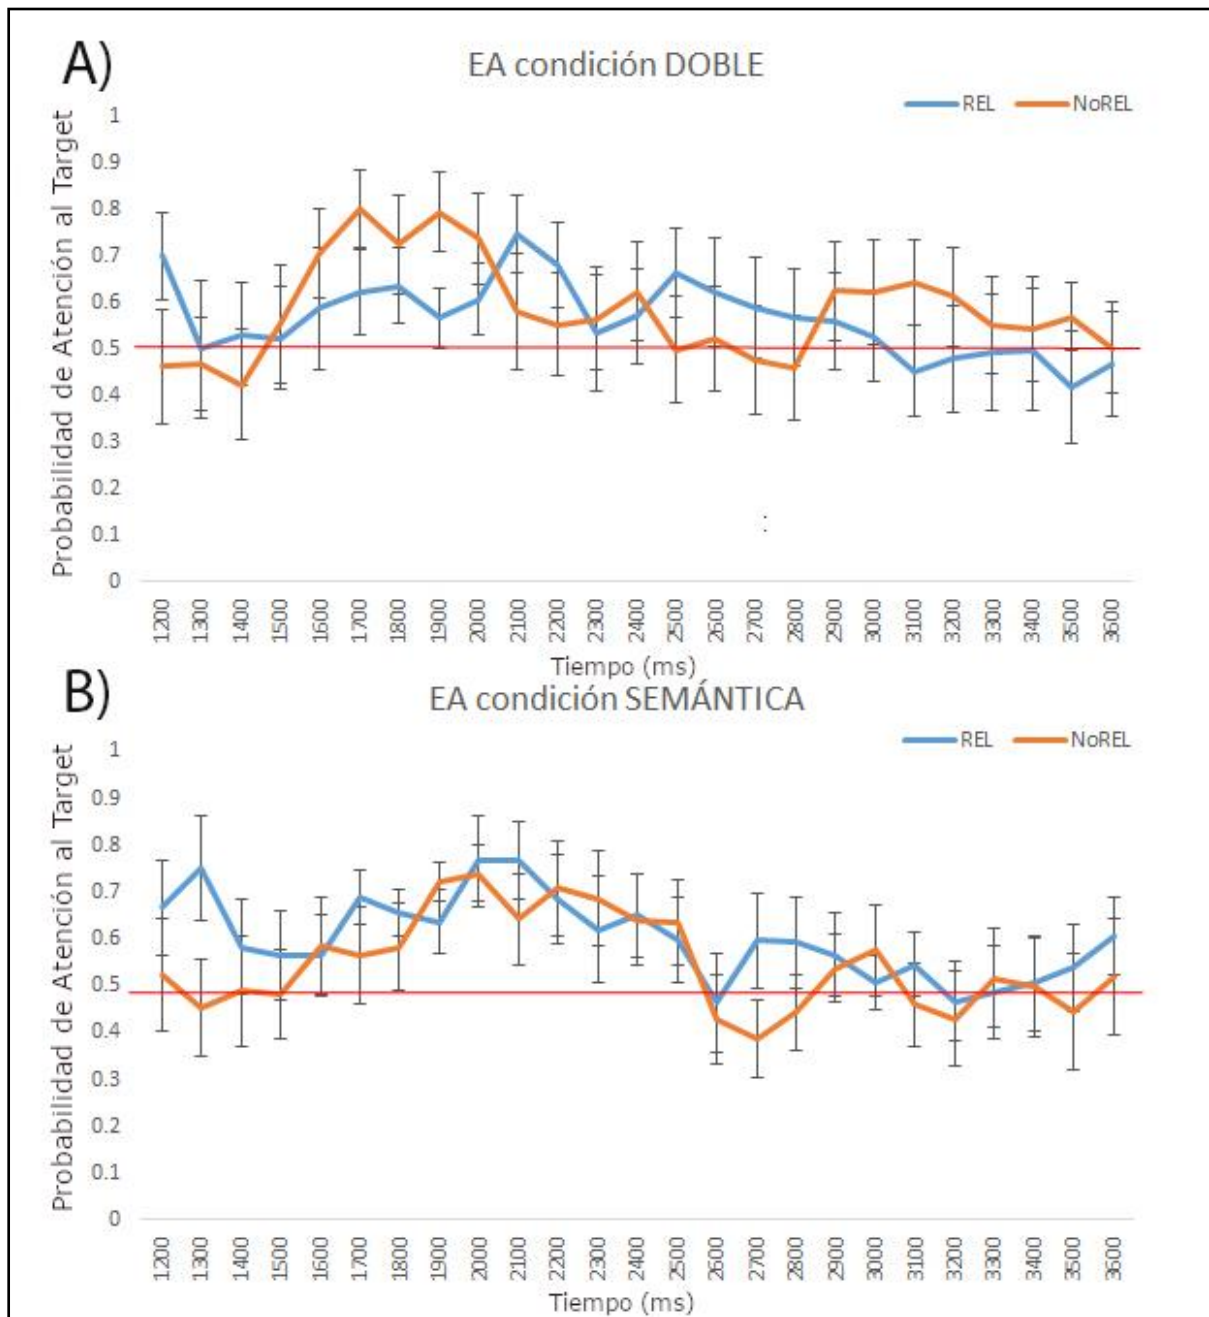 A)
EA condición DOBLE
REL NoREL
Probabilidad de Atención al Target
1
0.9
0.8
0.7
0.6
0.5
0.4
0.3
0.2
0.1
0
1200 1300 1400 1500 1600 1700 1800 1900 2000 2100 2200 2300 2400 2500 2600 2700 2800 2900 3000 3100 3200 3300 3400 3500 3600
Tiempo (ms)
B)
EA condición SEMÁNTICA
REL NoREL
Probabilidad de Atención al Target
1
0.9
0.8
0.7
0.6
0.5
0.4
0.3
0.2
0.1
0
1200 1300 1400 1500 1600 1700 1800 1900 2000 2100 2200 2300 2400 2500 2600 2700 2800 2900 3000 3100 3200 3300 3400 3500 3600
Tiempo (ms)